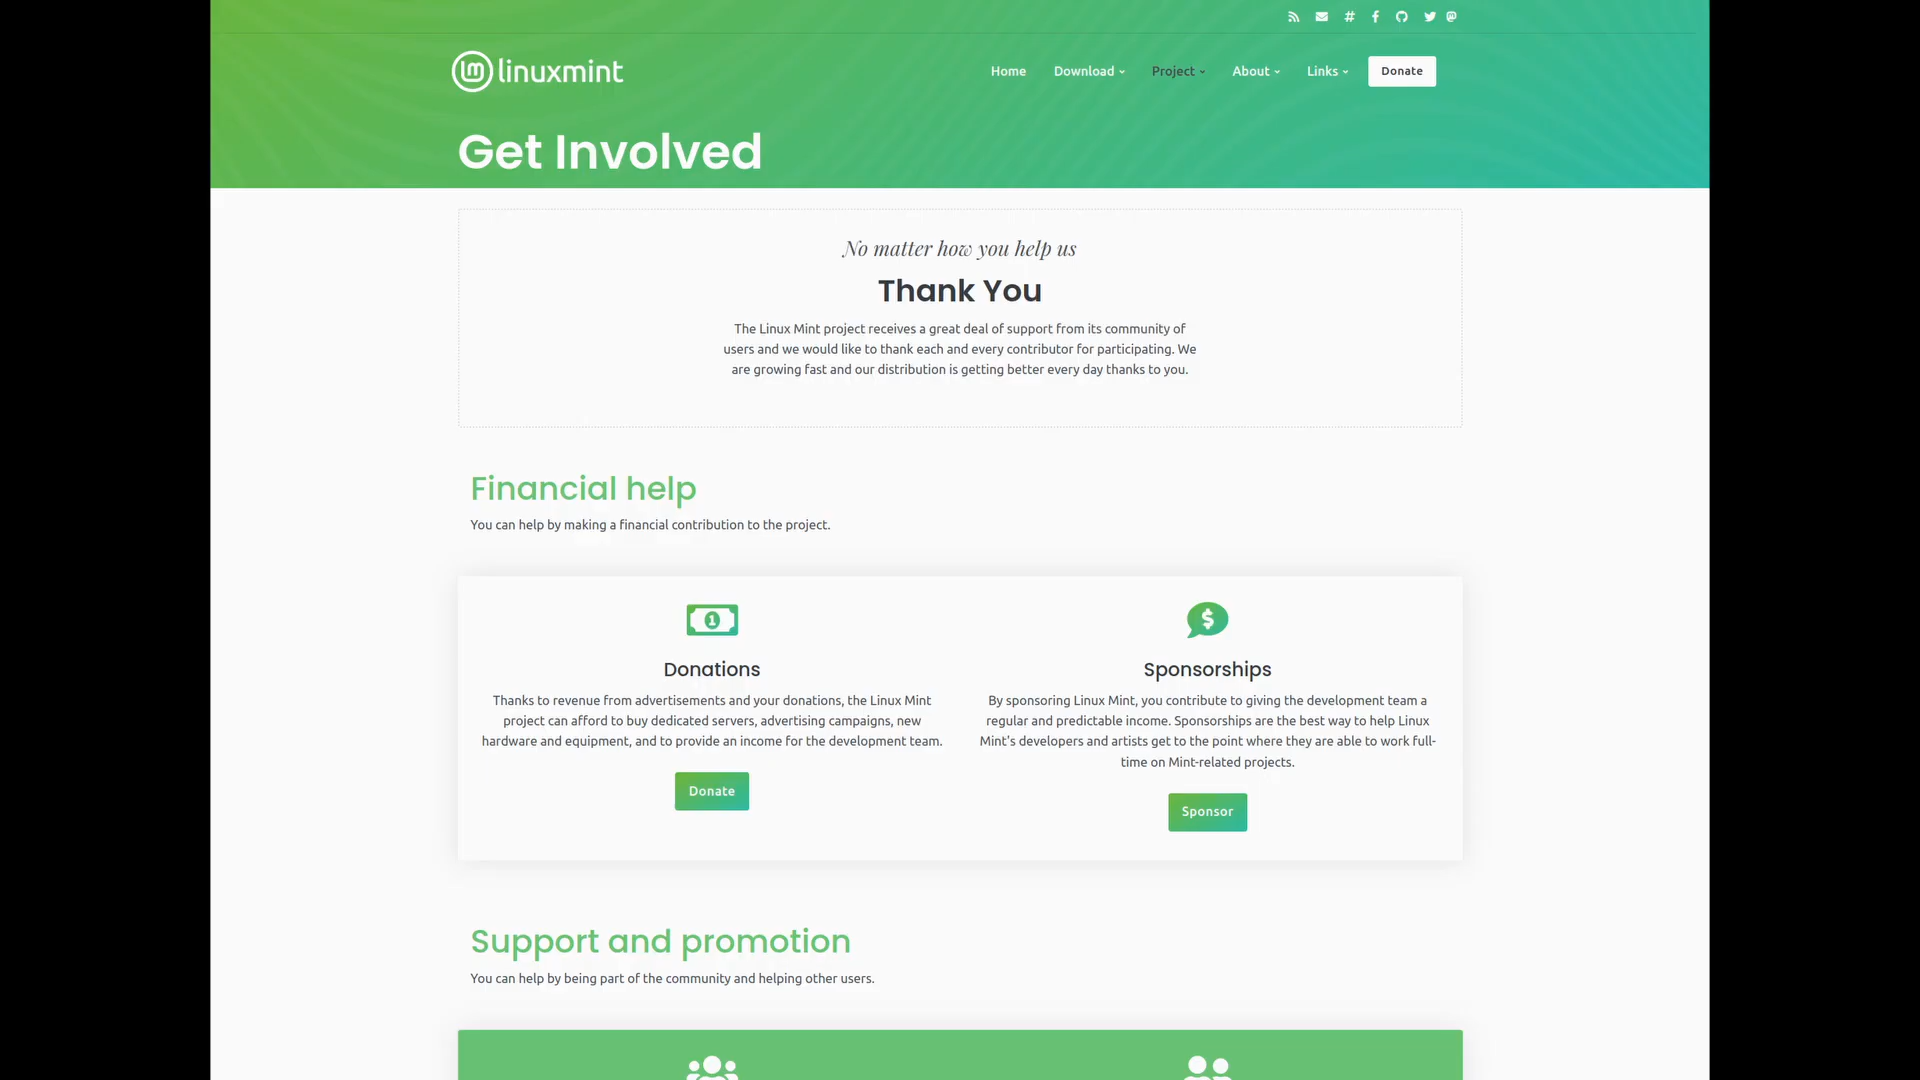 linuxmint
Home Download Project About Links Donate
Get Involved
No matter how you help us
Thank You
The Linux Mint project receives a great deal of support from its community of
users and we would like to thank each and every contributor for participating. We
are growing fast and our distribution is getting better every day thanks to you.
Financial help
You can help by making a financial contribution to the project.
Donations
Thanks to revenue from advertisements and your donations, the Linux Mint
project can afford to buy dedicated servers, advertising campaigns, new
hardware and equipment, and to provide an income for the development team.
Donate
Sponsorships
By sponsoring Linux Mint, you contribute to giving the development team a
regular and predictable income. Sponsorships are the best way to help Linux
Mint's developers and artists get to the point where they are able to work full-
time on Mint-related projects.
Sponsor
Support and promotion
You can help by being part of the community and helping other users.